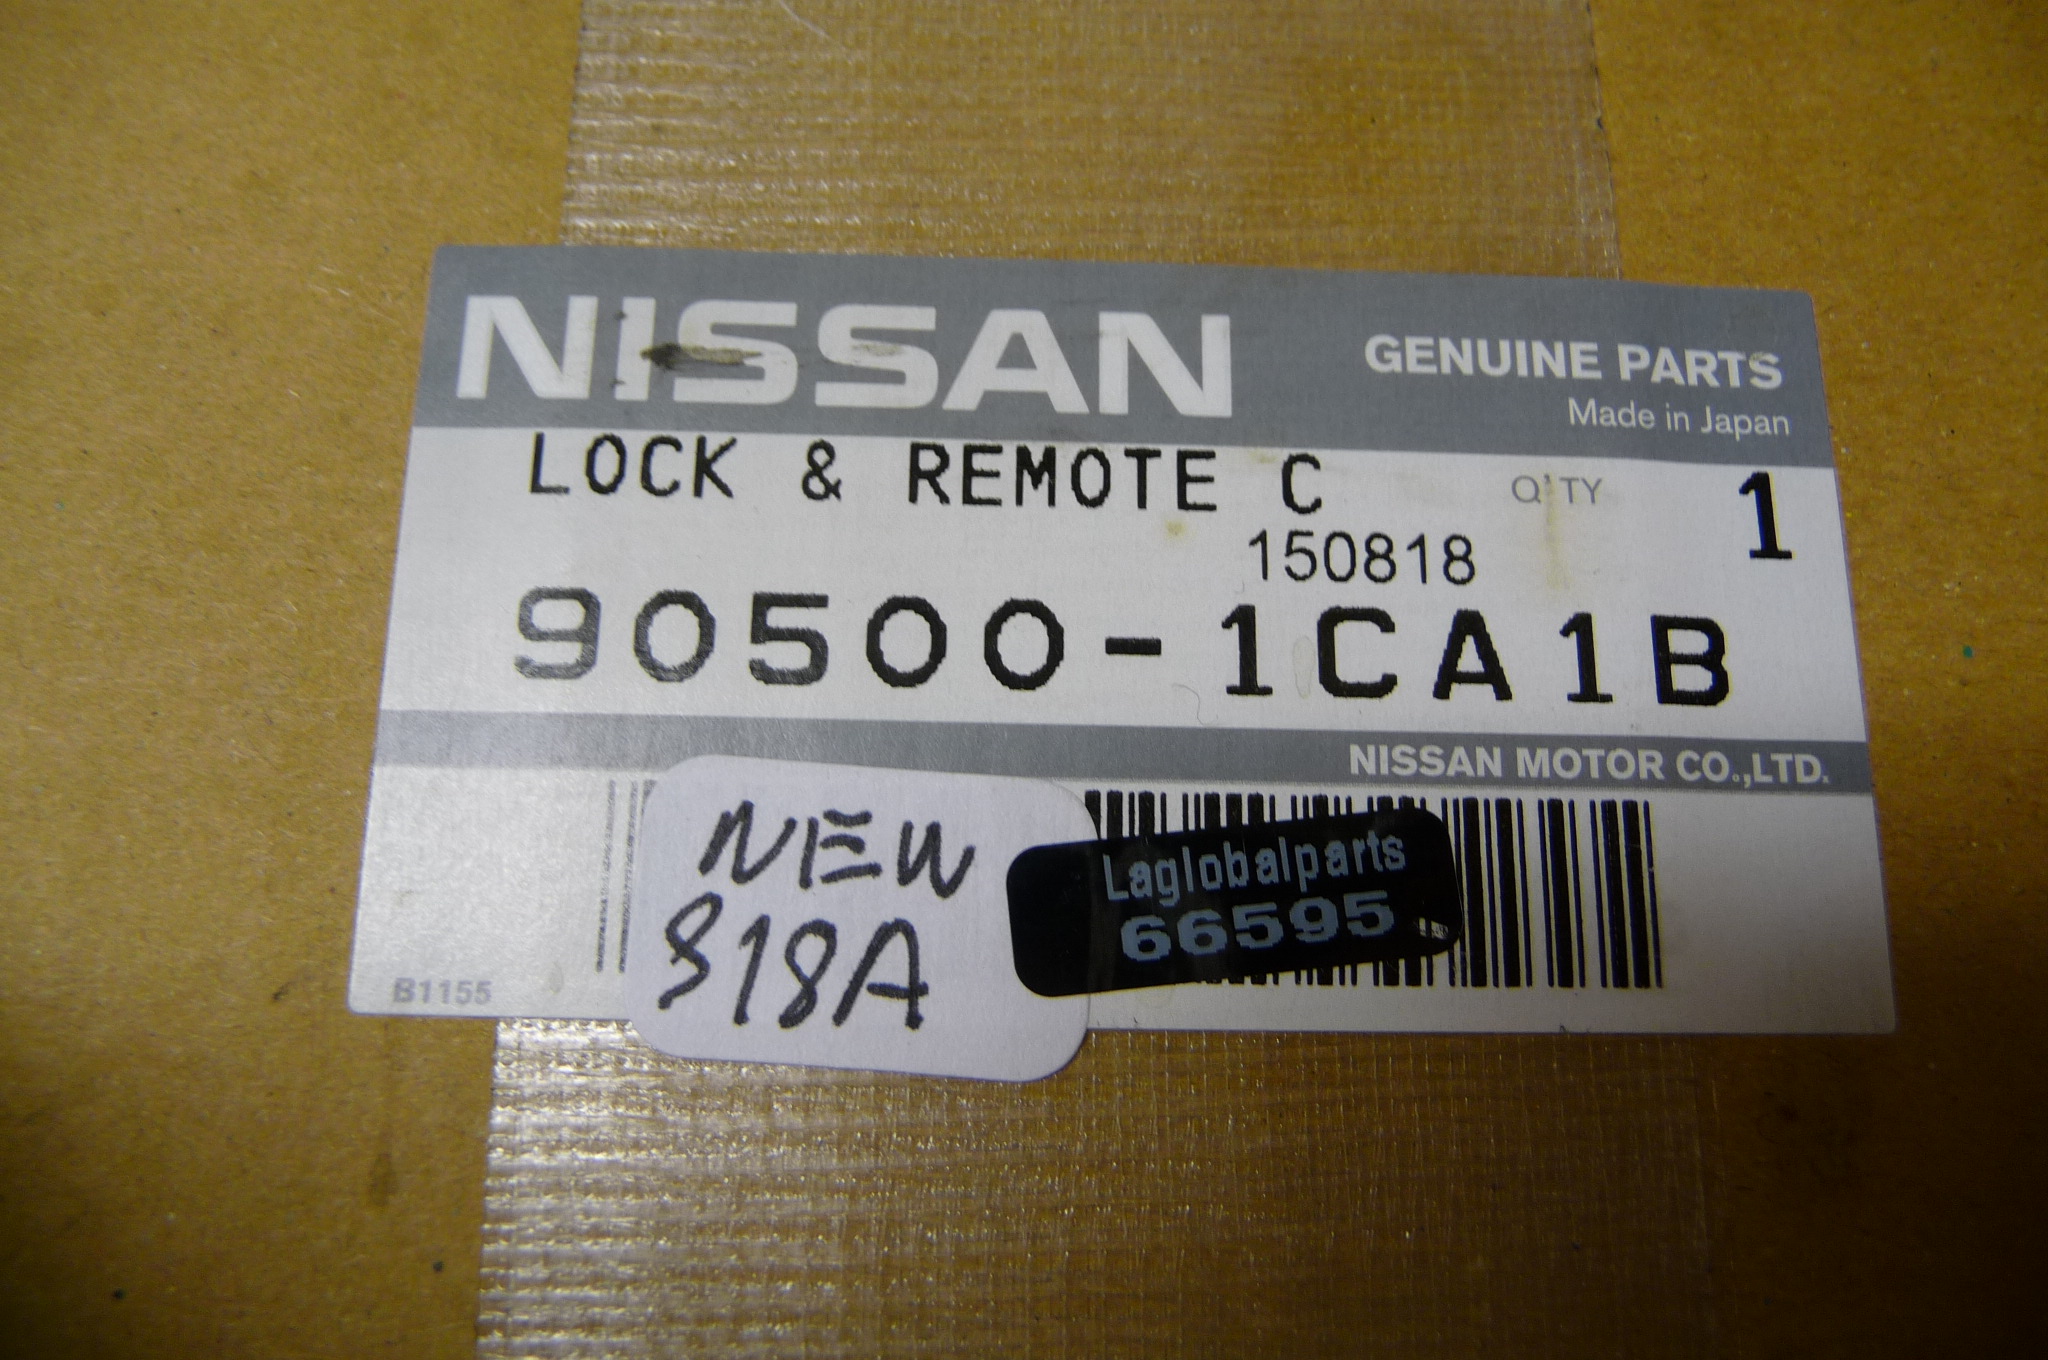 NISSAN
GENUINE PARTS
Made in Japan
LOCK & REMOTE C
Q'TY
1
150818
90500-1CA1B
NISSAN MOTOR CO.,LTD.
NEW
818A
Laglobalparts
66595
B1155